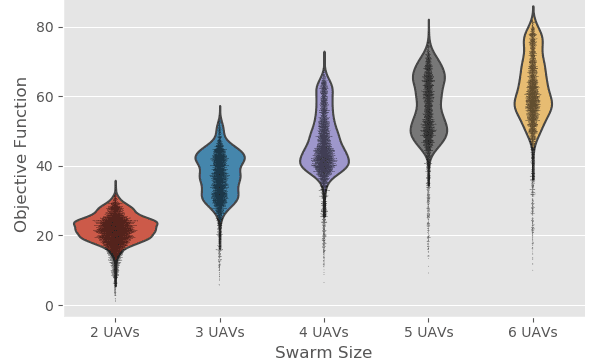 80
60
40
20
0
Objective Function
2 UAVs
3 UAVs
4 UAVs
5 UAVs
6 UAVs
Swarm Size